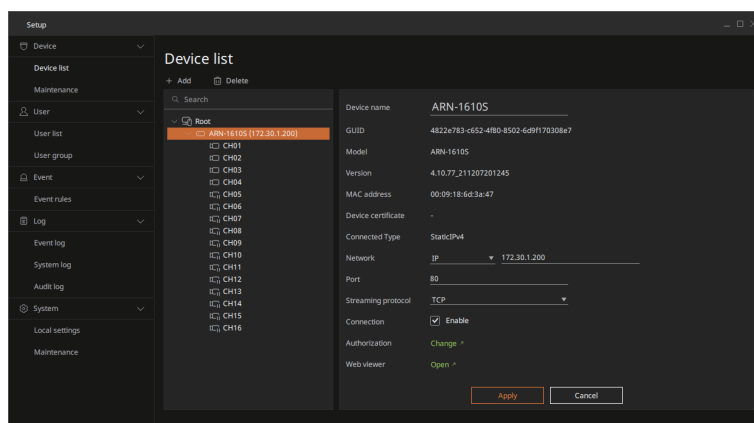 Setup
Device
Device list
Maintenance
User
User list
User group
Event
Event rules
Log
Event log
System log
Audit log
System
Local settings
Maintenance
Device list
+ Add
Delete
Search
Root
ARN-1610S (172.30.1.200)
CH01
CH02
CH03
CH04
CH05
CH06
CH07
CH08
CH09
CH10
CH11
CH12
CH13
CH14
CH15
CH16
Device name ARN-1610S
GUID 4822e783-c652-4f80-8502-6d9f170308e7
Model ARN-1610S
Version 4.10.77_211207201245
MAC address 00:09:18:6d:3a:47
Device certificate -
Connected Type StaticIPv4
Network IP 172.30.1.200
Port 80
Streaming protocol TCP
Connection Enable
Authorization Change
Web viewer Open
Apply Cancel